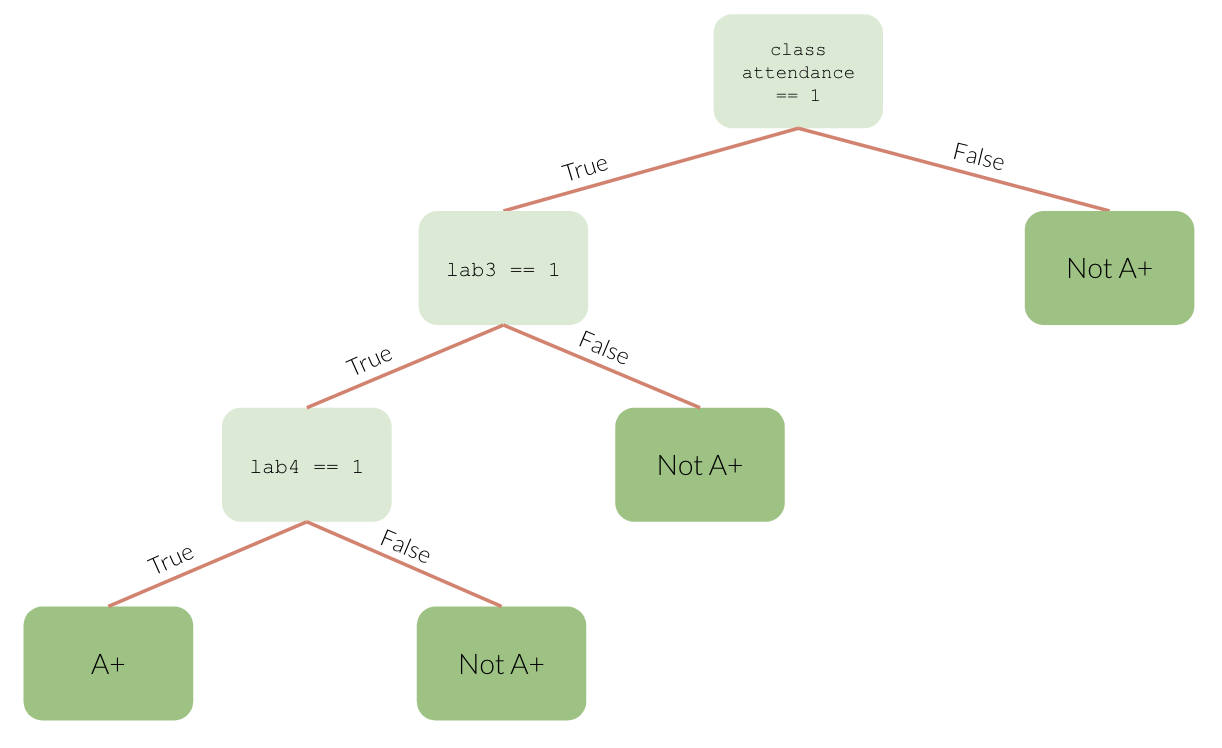 class
attendance
== 1
True
False
lab3 == 1
Not A+
True
False
lab4 == 1
Not A+
True
False
A+
Not A+